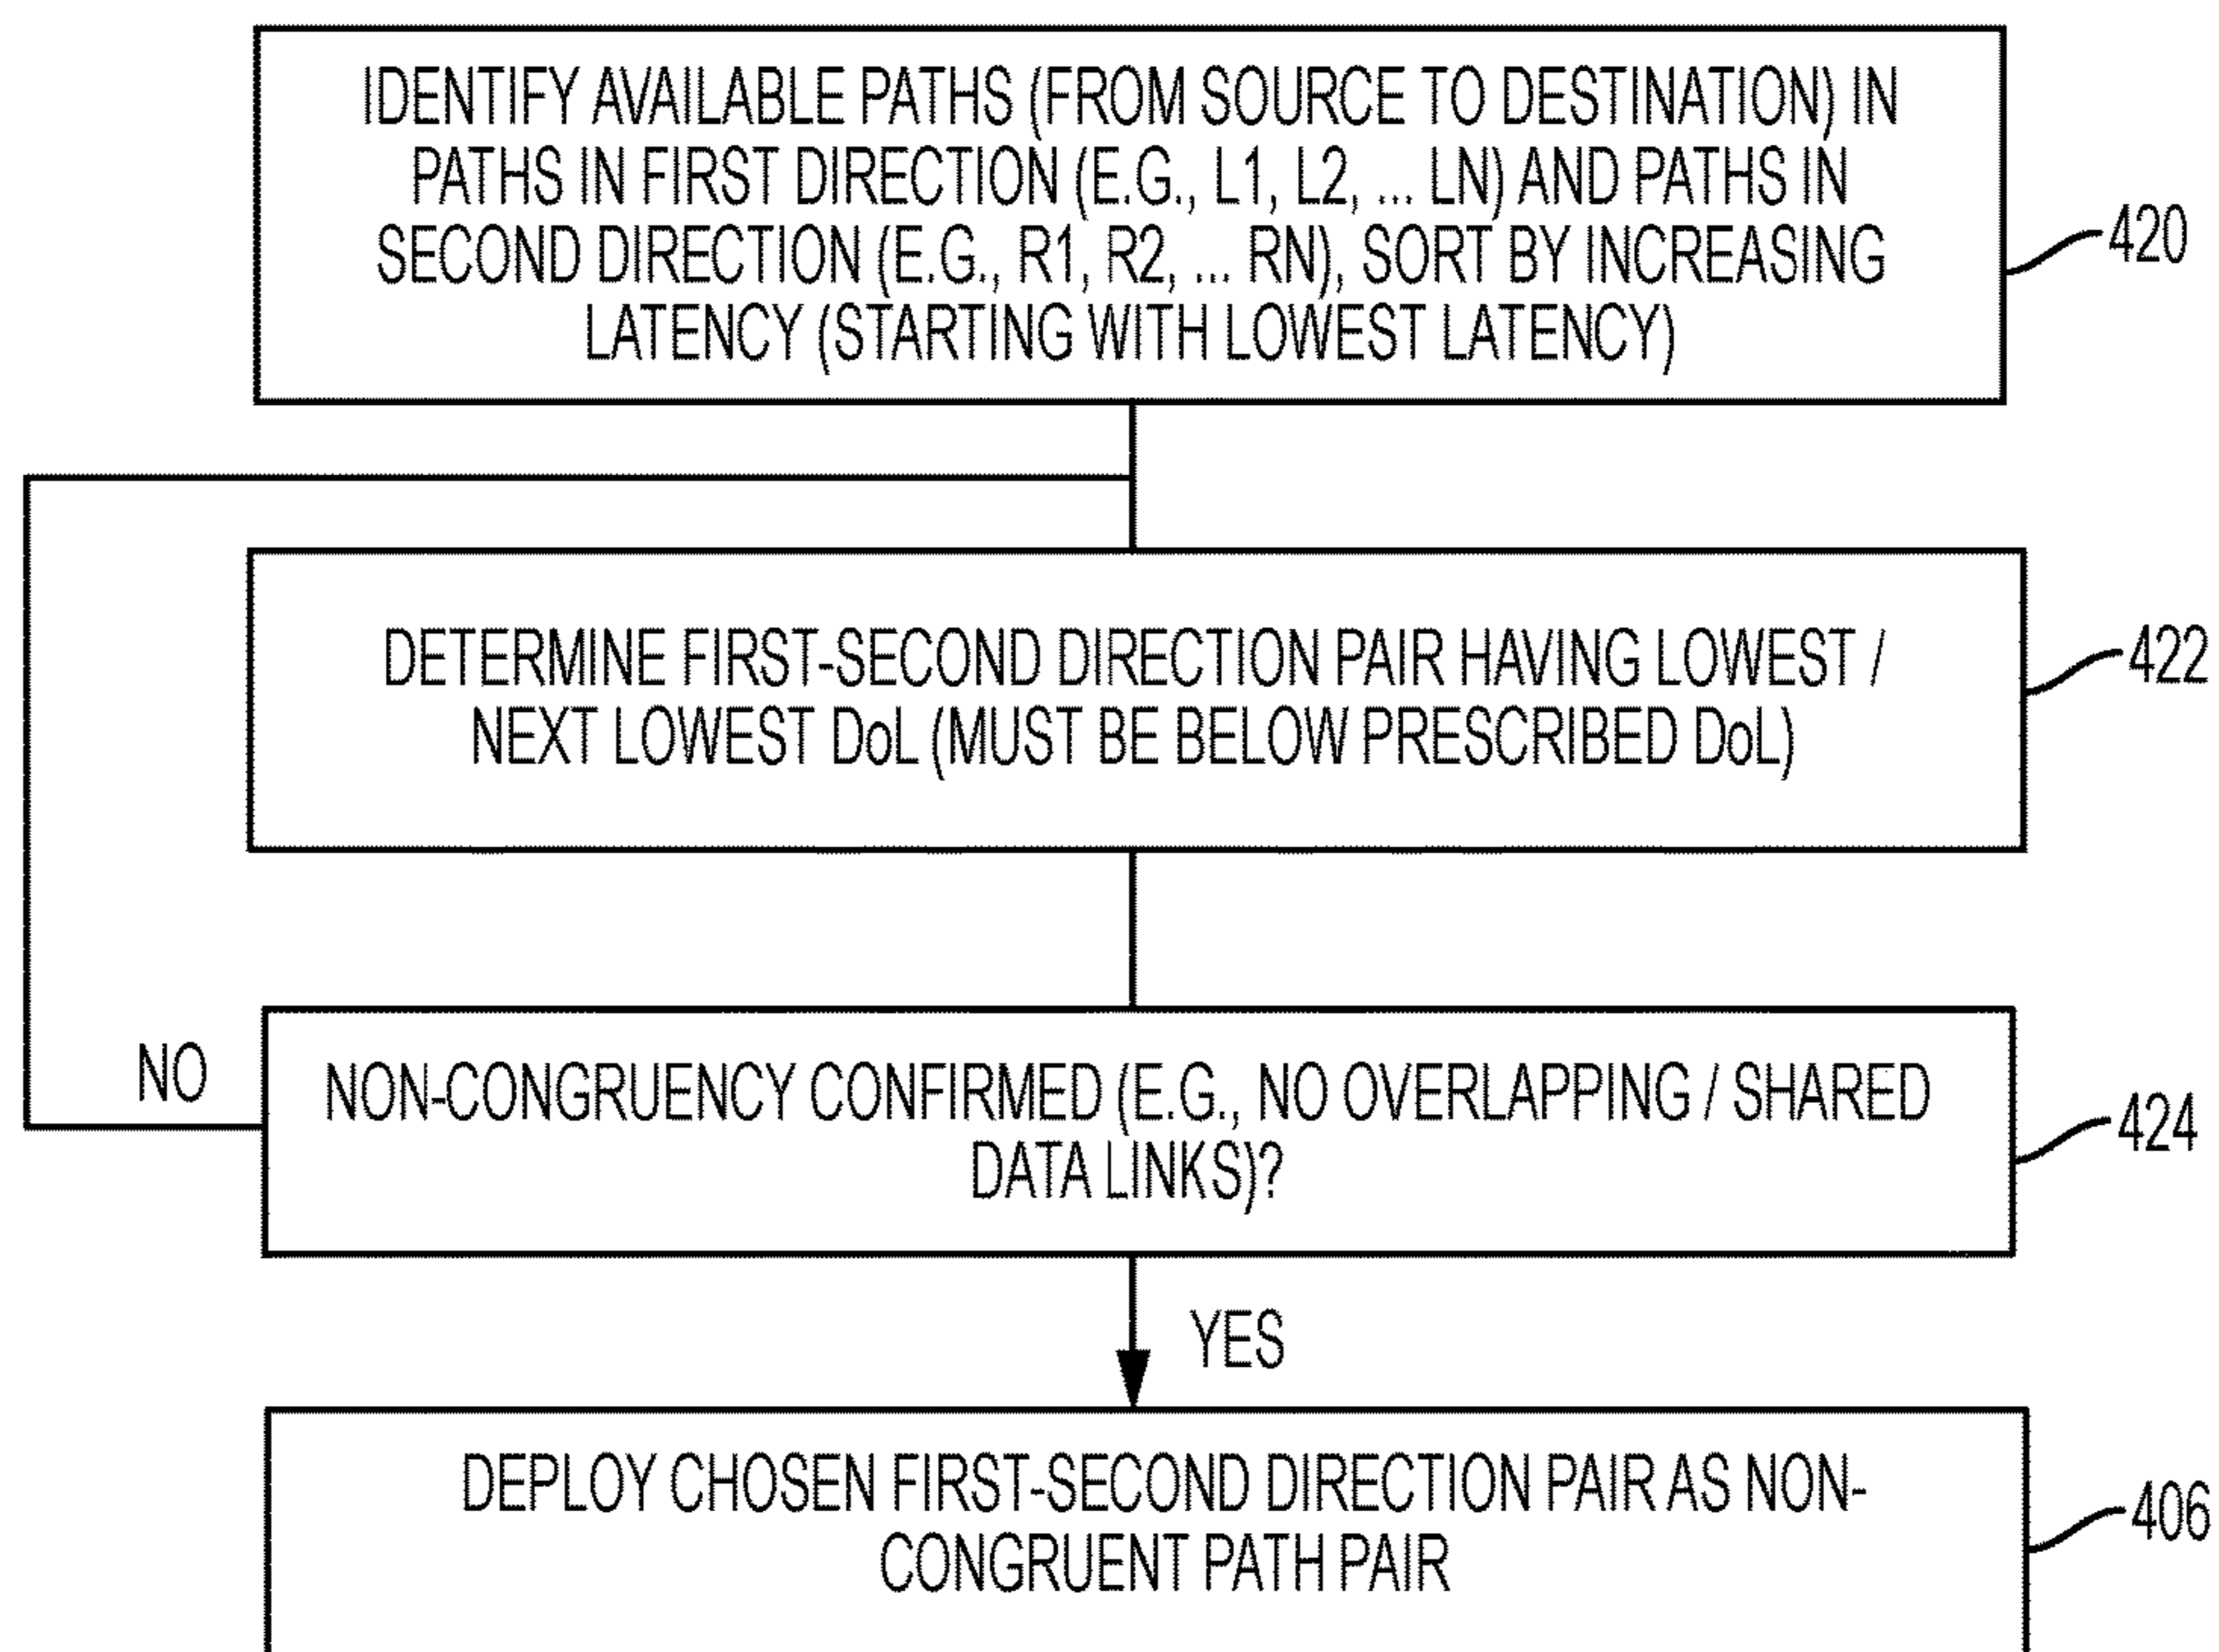 IDENTIFY AVAILABLE PATHS (FROM SOURCE TO DESTINATION) IN
PATHS IN FIRST DIRECTION (E.G., L1, L2, ... LN) AND PATHS IN
SECOND DIRECTION (E.G., R1, R2, ... RN), SORT BY INCREASING
LATENCY (STARTING WITH LOWEST LATENCY)
420
DETERMINE FIRST-SECOND DIRECTION PAIR HAVING LOWEST /
NEXT LOWEST DoL (MUST BE BELOW PRESCRIBED DoL)
422
NO
NON-CONGRUENCY CONFIRMED (E.G., NO OVERLAPPING / SHARED
DATA LINKS)?
424
YES
DEPLOY CHOSEN FIRST-SECOND DIRECTION PAIR AS NON-
CONGRUENT PATH PAIR
406